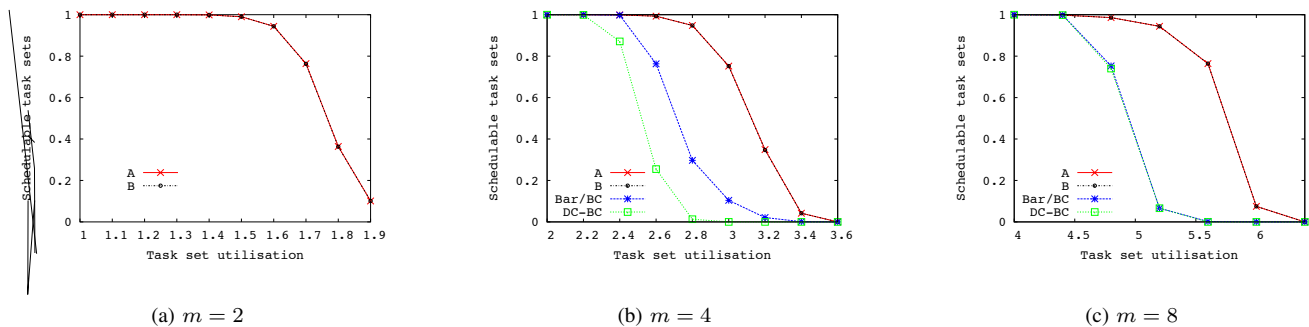 Schedulable task sets
1
0.8
0.6
0.4
0.2
0
A
B
1 1.1 1.2 1.3 1.4 1.5 1.6 1.7 1.8 1.9
Task set utilisation
(a) m = 2
Schedulable task sets
1
0.8
0.6
0.4
0.2
0
A
B
Bar/BC
DC-BC
2 2.2 2.4 2.6 2.8 3 3.2 3.4 3.6
Task set utilisation
(b) m = 4
Schedulable task sets
1
0.8
0.6
0.4
0.2
0
A
B
Bar/BC
DC-BC
4 4.5 5 5.5 6
Task set utilisation
(c) m = 8